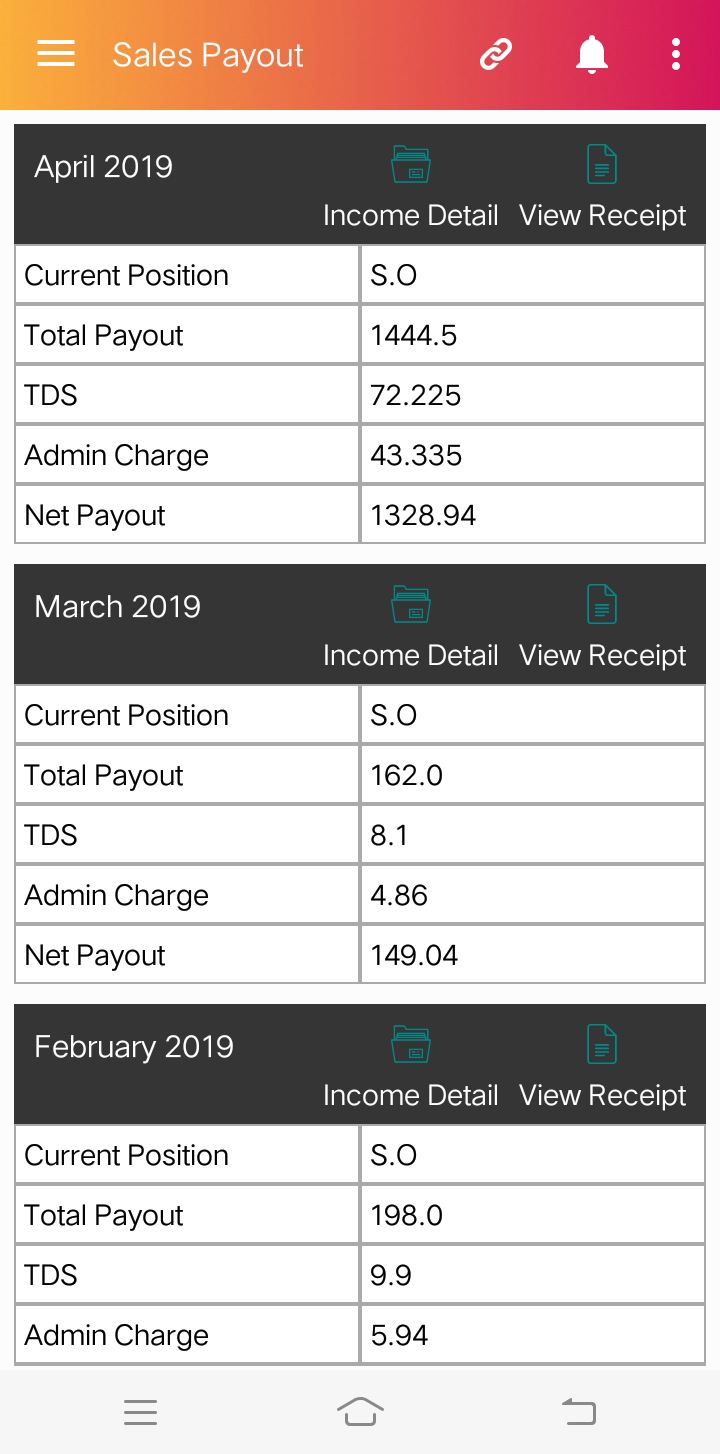 Sales Payout
April 2019
Income Detail View Receipt
Current Position S.O
Total Payout 1444.5
TDS 72.225
Admin Charge 43.335
Net Payout 1328.94
March 2019
Income Detail View Receipt
Current Position S.O
Total Payout 162.0
TDS 8.1
Admin Charge 4.86
Net Payout 149.04
February 2019
Income Detail View Receipt
Current Position S.O
Total Payout 198.0
TDS 9.9
Admin Charge 5.94